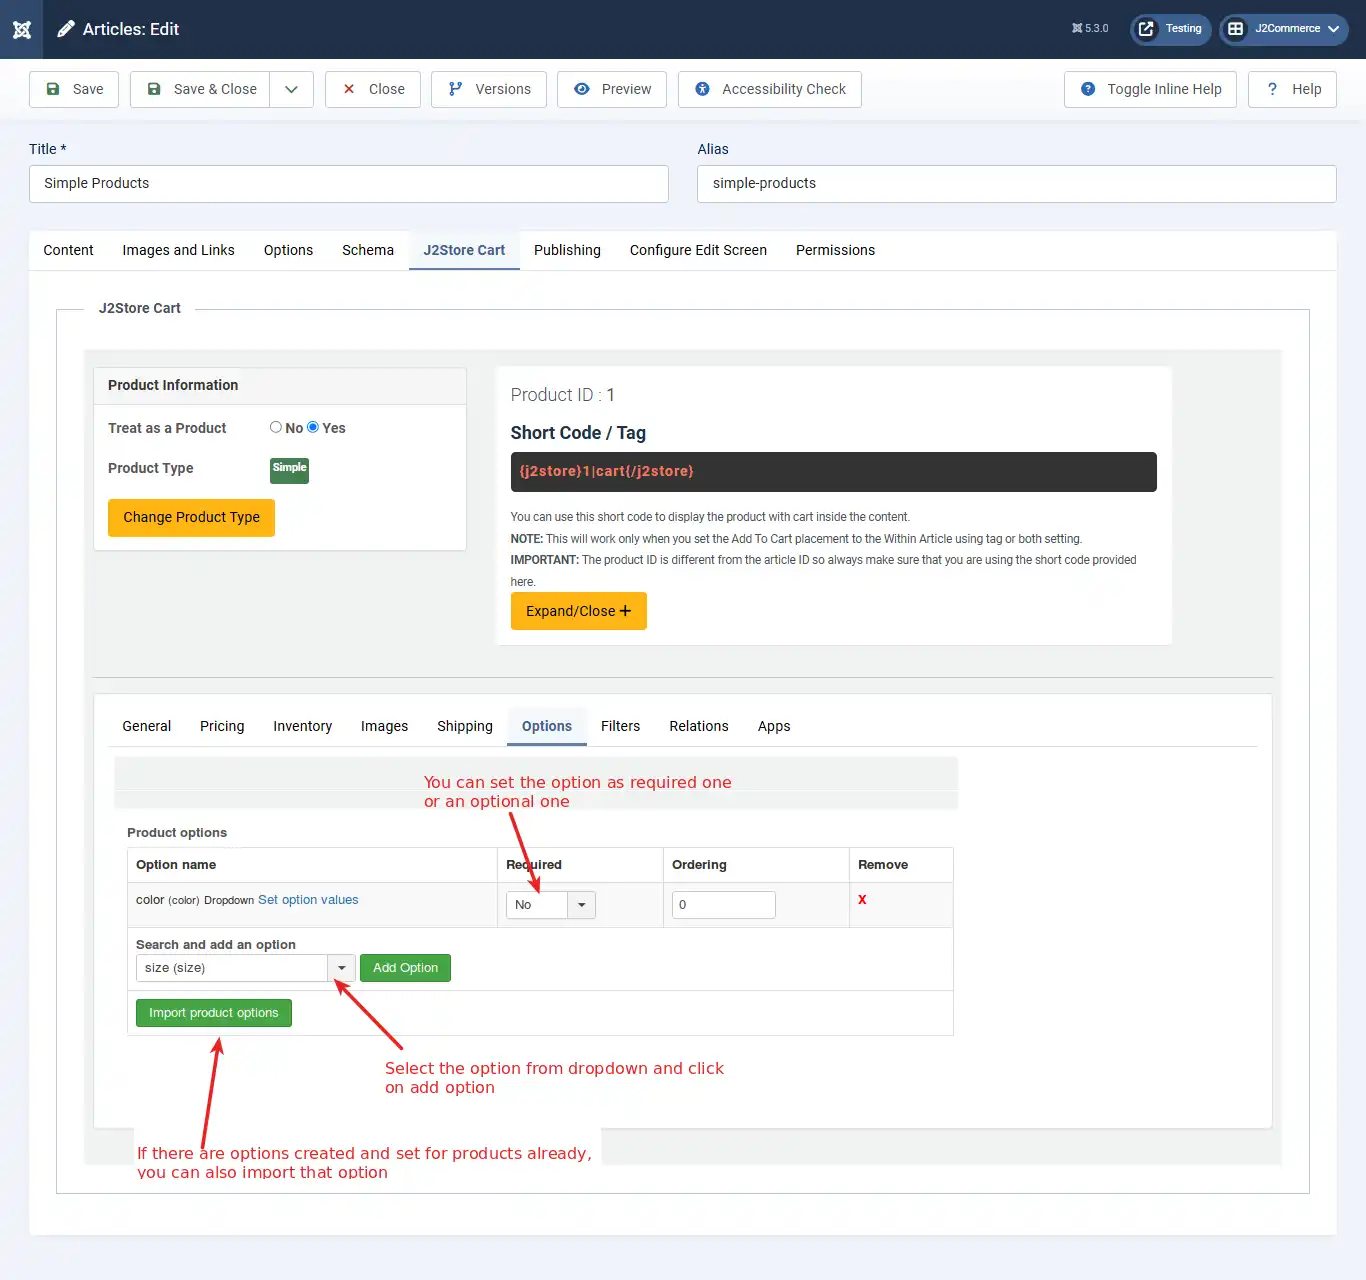 Articles: Edit
5.3.0
Testing
J2Commerce
Save
Save & Close
Close
Versions
Preview
Accessibility Check
Toggle Inline Help
? Help
Title *
Alias
Simple Products
simple-products
Content
Images and Links
Options
Schema
J2Store Cart
Publishing
Configure Edit Screen
Permissions
J2Store Cart
Product Information
Treat as a Product
No
Yes
Product Type
Simple
Change Product Type
Product ID : 1
Short Code / Tag
{j2store}1|cart{/j2store}
You can use this short code to display the product with cart inside the content.
NOTE: This will work only when you set the Add To Cart placement to the Within Article using tag or both setting.
IMPORTANT: The product ID is different from the article ID so always make sure that you are using the short code provided
here.
Expand/Close +
General
Pricing
Inventory
Images
Shipping
Options
Filters
Relations
Apps
You can set the option as required one
or an optional one
Product options
Option name
Required
Ordering
Remove
color (color) Dropdown Set option values
No
0
X
Search and add an option
size (size)
Add Option
Import product options
Select the option from dropdown and click
on add option
If there are options created and set for products already,
you can also import that option